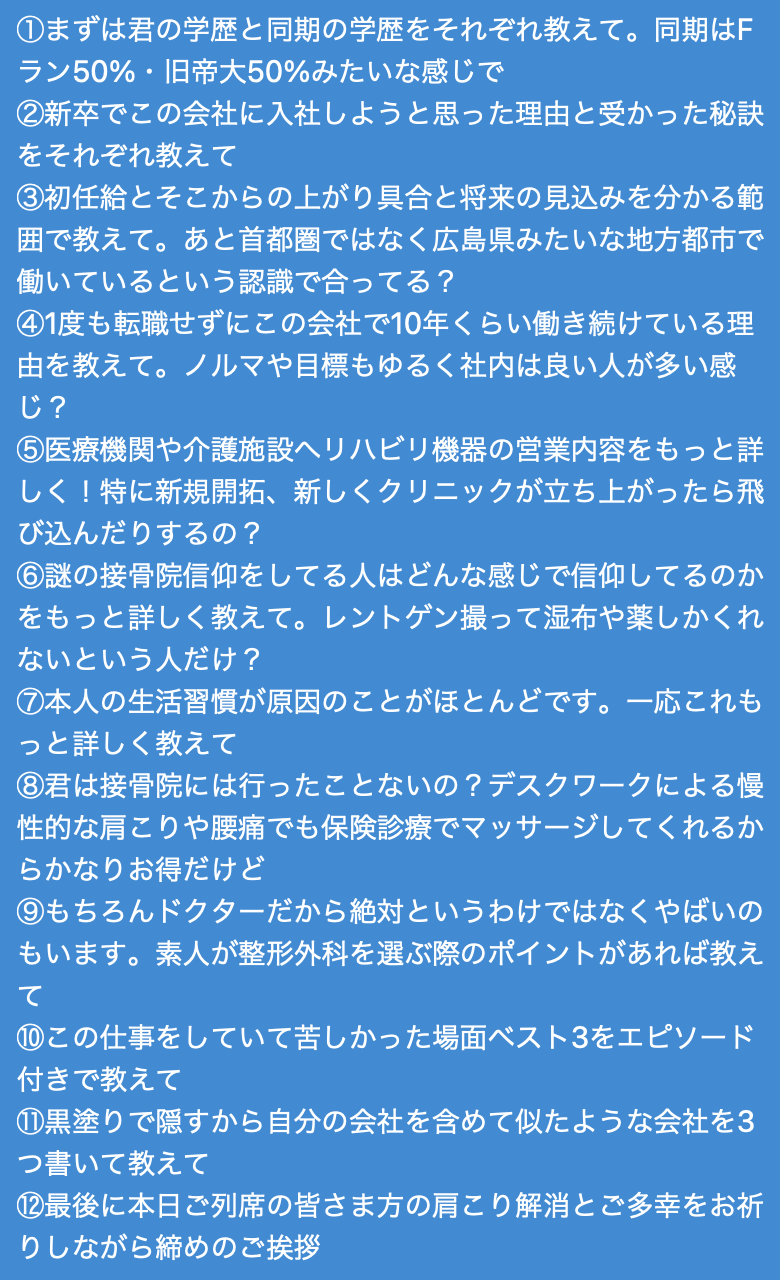 ①まずは君の学歴と同期の学歴をそれぞれ教えて。同期はF
ラン50%・旧帝大50%みたいな感じで
②新卒でこの会社に入社しようと思った理由と受かった秘訣
をそれぞれ教えて
③初任給とそこからの上がり具合と将来の見込みを分かる範
囲で教えて。あと首都圏ではなく広島県みたいな地方都市で
働いているという認識で合ってる？
④1度も転職せずにこの会社で10年くらい働き続けている理
由を教えて。ノルマや目標もゆるく社内は良い人が多い感
じ？
⑤医療機関や介護施設へリハビリ機器の営業内容をもっと詳
しく！特に新規開拓、新しくクリニックが立ち上がったら飛
び込んだりするの？
⑥謎の接骨院信仰をしてる人はどんな感じで信仰してるのか
をもっと詳しく教えて。レントゲン撮って湿布や薬しかくれ
ないという人だけ？
⑦本人の生活習慣が原因のことがほとんどです。一応これも
っと詳しく教えて
⑧君は接骨院には行ったことないの？デスクワークによる慢
性的な肩こりや腰痛でも保険診療でマッサージしてくれるか
らかなりお得だけど
⑨もちろんドクターだから絶対というわけではなくやばいの
もいます。素人が整形外科を選ぶ際のポイントがあれば教え
て
⑩この仕事をしていて苦しかった場面ベスト3をエピソード
付きで教えて
⑪黒塗りで隠すから自分の会社を含めて似たような会社を3
つ書いて教えて
⑫最後に本日ご列席の皆さま方の肩こり解消とご多幸をお祈
りしながら締めのご挨拶